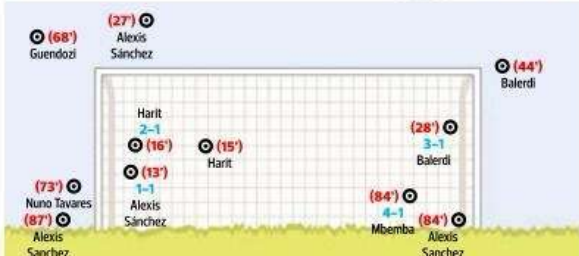 (27')
Alexis
Sánchez
(68')
Guendozi
(44')
Balerdi
Harit
2–1
(16')
(15')
Harit
(28')
3–1
Balerdi
(13')
1–1
Alexis
Sánchez
(73')
Nuno Tavares
(87')
Alexis
Sanchez
(84')
4–1
Mbemba
(84')
Alexis
Sanchez